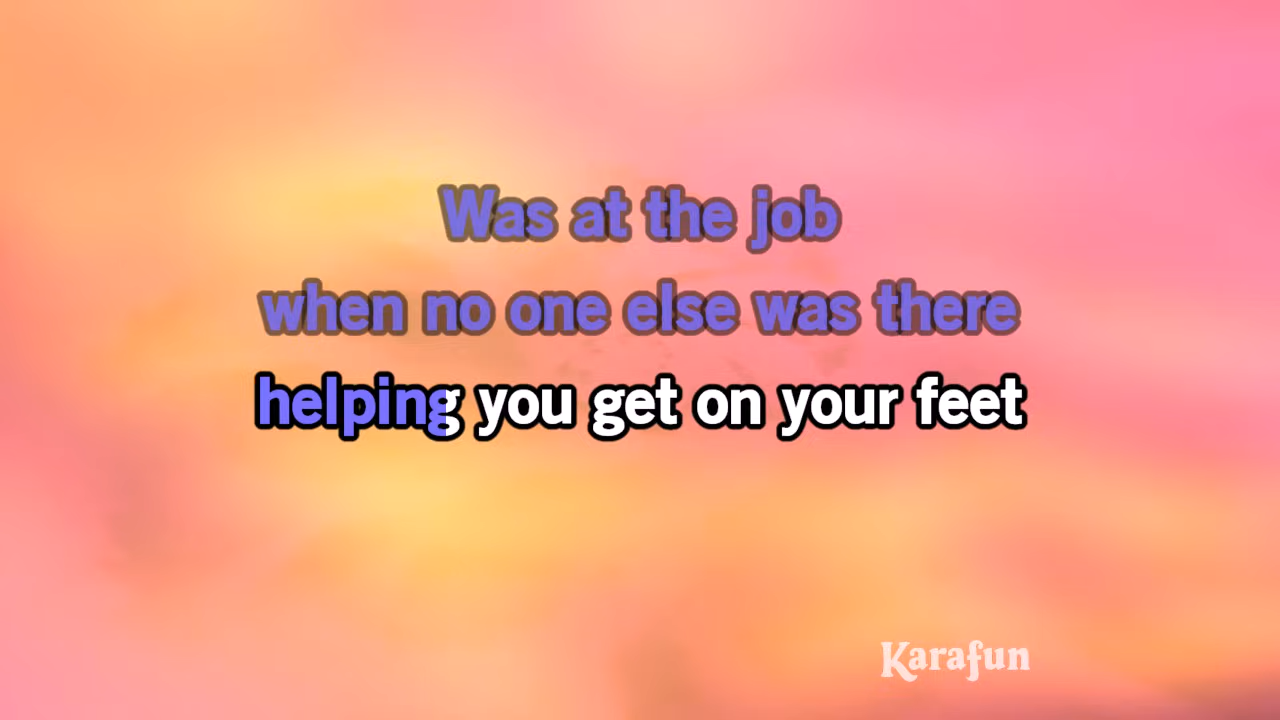 Was at the job
when no one else was there
helping you get on your feet
Karafun